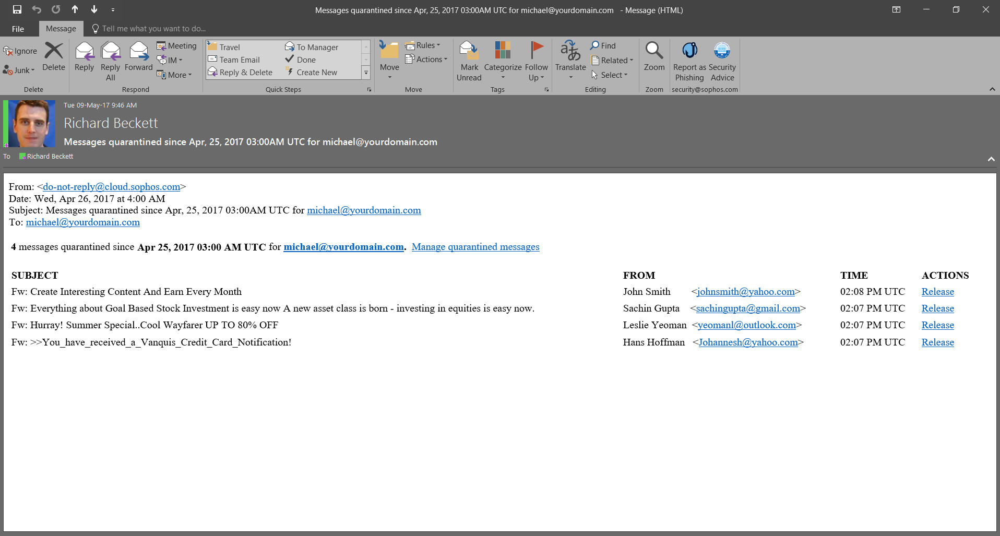 Messages quarantined since Apr, 25, 2017 03:00AM UTC for michael@yourdomain.com - Message (HTML)
File Message Tell me what you want to do...
Ignore
Junk
Delete
Delete
Reply
Reply All
Forward
Meeting
IM
More
Respond
Travel
Team Email
Reply & Delete
To Manager
Done
Create New
Quick Steps
Move
Rules
Actions
Move
Mark Unread
Categorize
Follow Up
Tags
Translate
Find
Related
Select
Editing
Zoom
Zoom
Report as Phishing
Security Advice
security@sophos.com
Tue 09-May-17 9:46 AM
Richard Beckett
Messages quarantined since Apr, 25, 2017 03:00AM UTC for michael@yourdomain.com
To Richard Beckett
From: <do-not-reply@cloud.sophos.com>
Date: Wed, Apr 26, 2017 at 4:00 AM
Subject: Messages quarantined since Apr, 25, 2017 03:00AM UTC for michael@yourdomain.com
To: michael@yourdomain.com
4 messages quarantined since Apr 25, 2017 03:00 AM UTC for michael@yourdomain.com. Manage quarantined messages
SUBJECT FROM TIME ACTIONS
Fw: Create Interesting Content And Earn Every Month John Smith <johnsmith@yahoo.com> 02:08 PM UTC Release
Fw: Everything about Goal Based Stock Investment is easy now A new asset class is born - investing in equities is easy now. Sachin Gupta <sachingupta@gmail.com> 02:07 PM UTC Release
Fw: Hurray! Summer Special..Cool Wayfarer UP TO 80% OFF Leslie Yeoman <yeomanl@outlook.com> 02:07 PM UTC Release
Fw: >>You_have_received_a_Vanquis_Credit_Card_Notification! Hans Hoffman <Johannesh@yahoo.com> 02:07 PM UTC Release